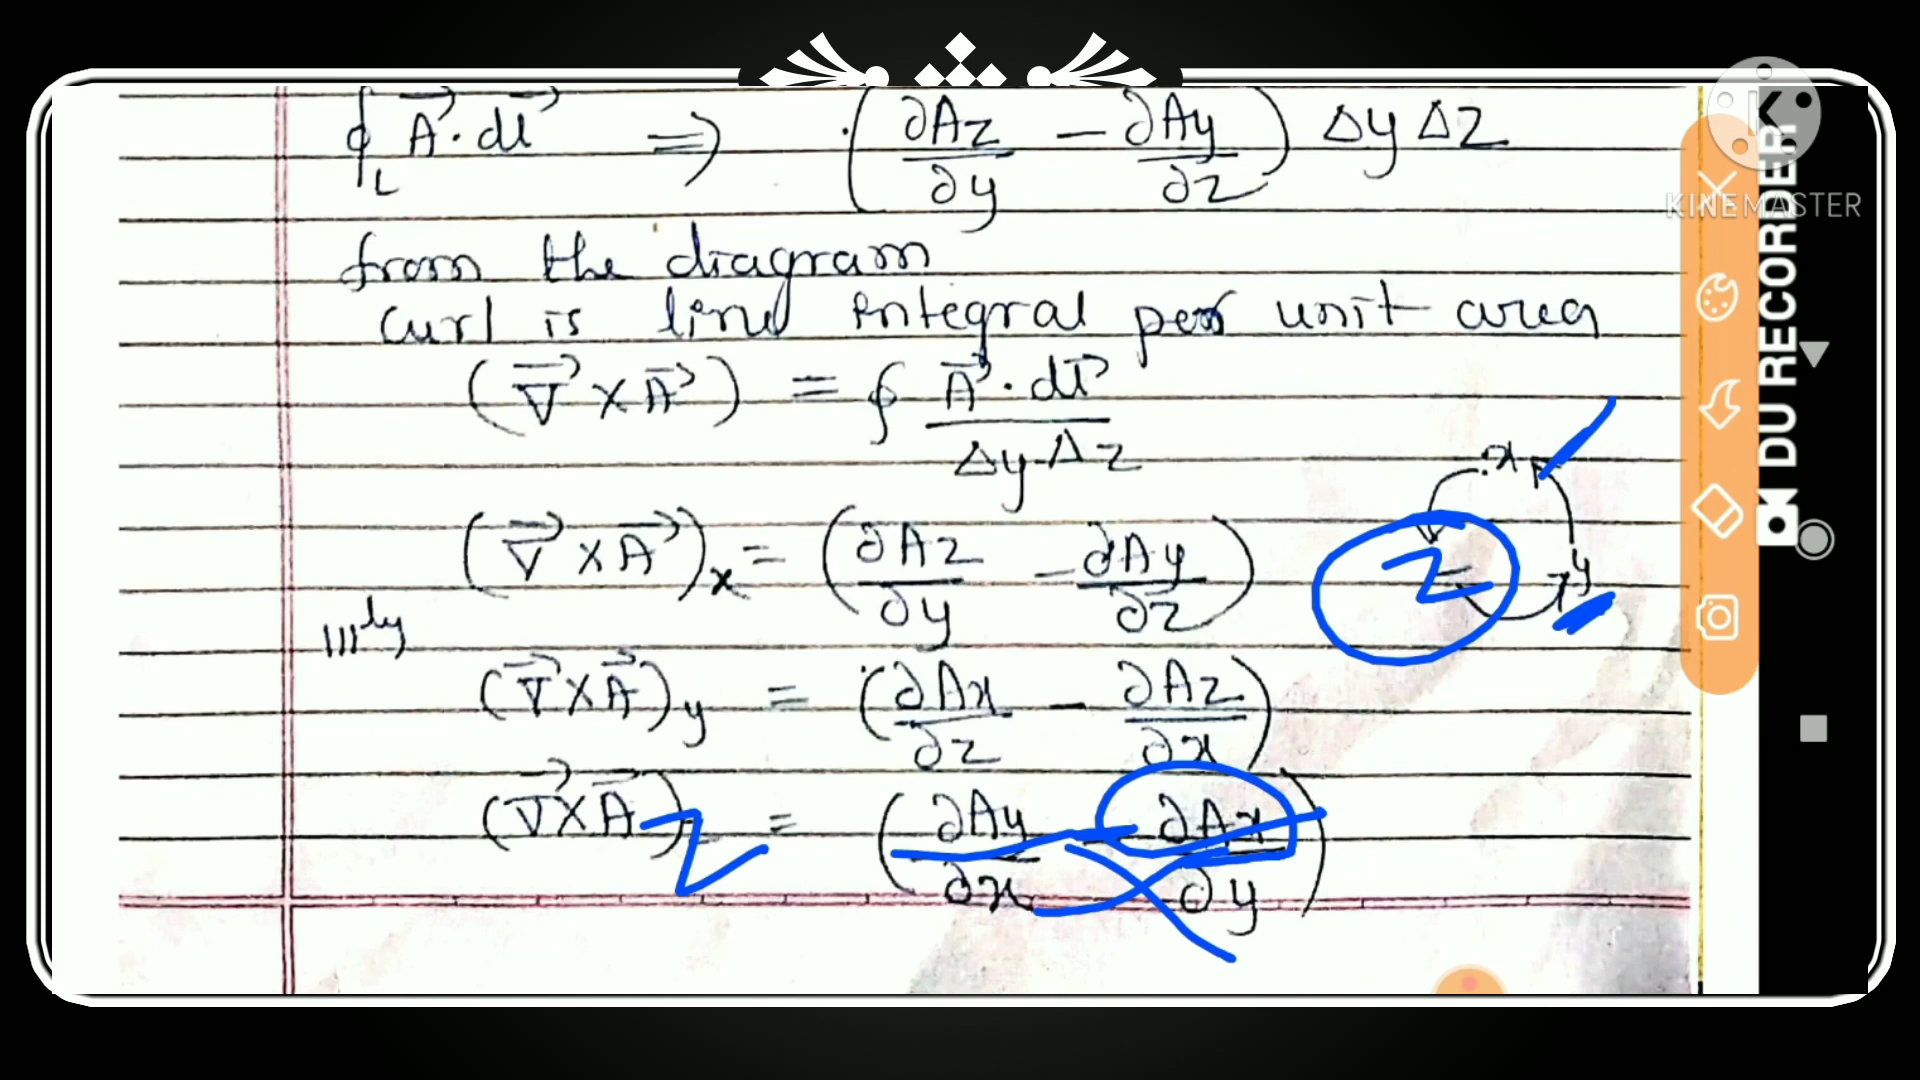 ∮_L A⃗ · dl⃗ ⇒ (∂Az/∂y − ∂Ay/∂z) Δy Δz
from the diagram
curl is line integral per unit area
(∇⃗ × A⃗) = ∮ A⃗ · dl⃗ / Δy Δz
(∇⃗ × A⃗)x = (∂Az/∂y − ∂Ay/∂z)
x
Z y
|||ly
(∇⃗ × A⃗)y = (∂Ax/∂z − ∂Az/∂x)
(∇⃗ × A⃗)z = (∂Ay/∂x − ∂Ax/∂y)
K
KINEMASTER
DU RECORDER